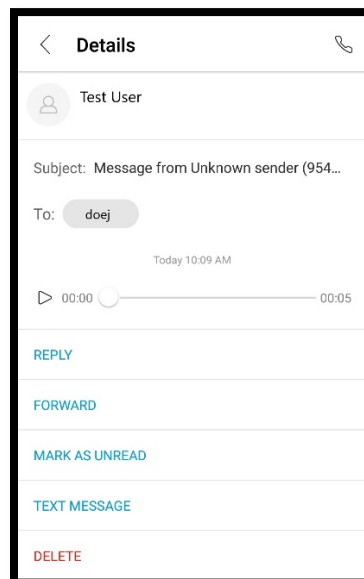 Details
Test User
Subject: Message from Unknown sender (954...
To: doej
Today 10:09 AM
00:00 00:05
REPLY
FORWARD
MARK AS UNREAD
TEXT MESSAGE
DELETE